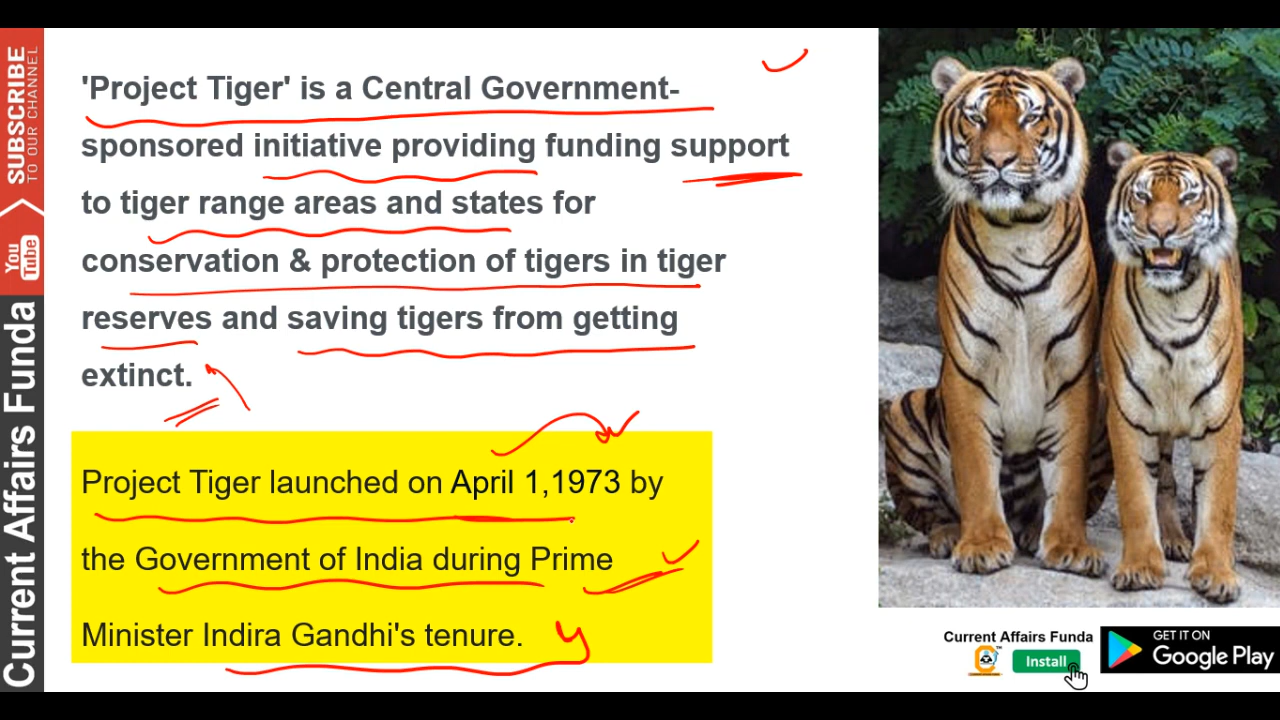 'Project Tiger' is a Central Government-
sponsored initiative providing funding support
to tiger range areas and states for
conservation & protection of tigers in tiger
reserves and saving tigers from getting
extinct.
Project Tiger launched on April 1,1973 by
the Government of India during Prime
Minister Indira Gandhi's tenure.
SUBSCRIBE
TO OUR CHANNEL
You
Tube
Current Affairs Funda
Current Affairs Funda
Install
GET IT ON
Google Play